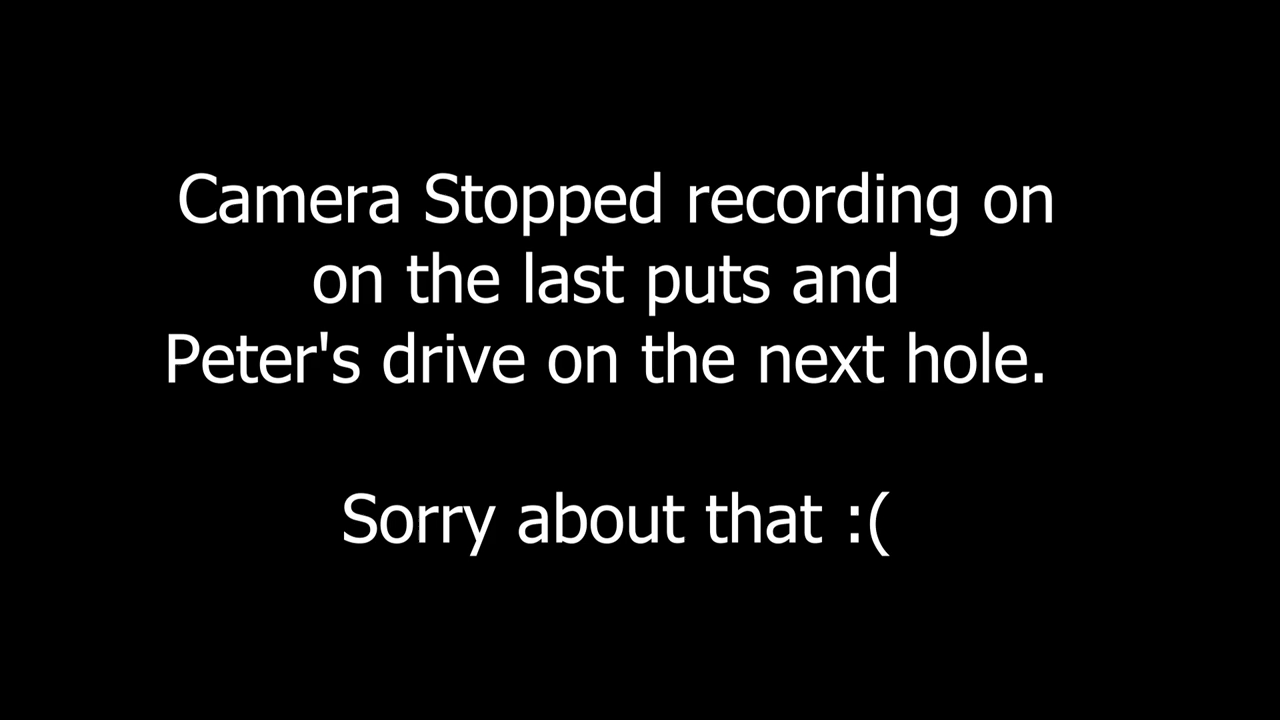 Camera Stopped recording on
on the last puts and
Peter's drive on the next hole.
Sorry about that :(